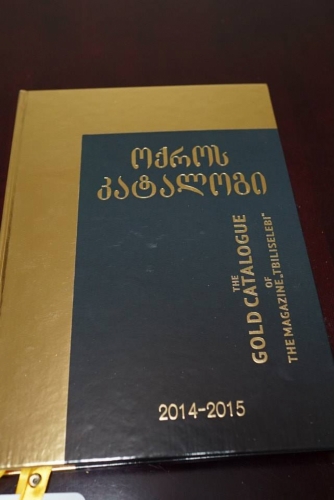 ოქროს
კატალოგი
THE
GOLD CATALOGUE
OF
THE MAGAZINE „TBILISELEBI“
2014-2015